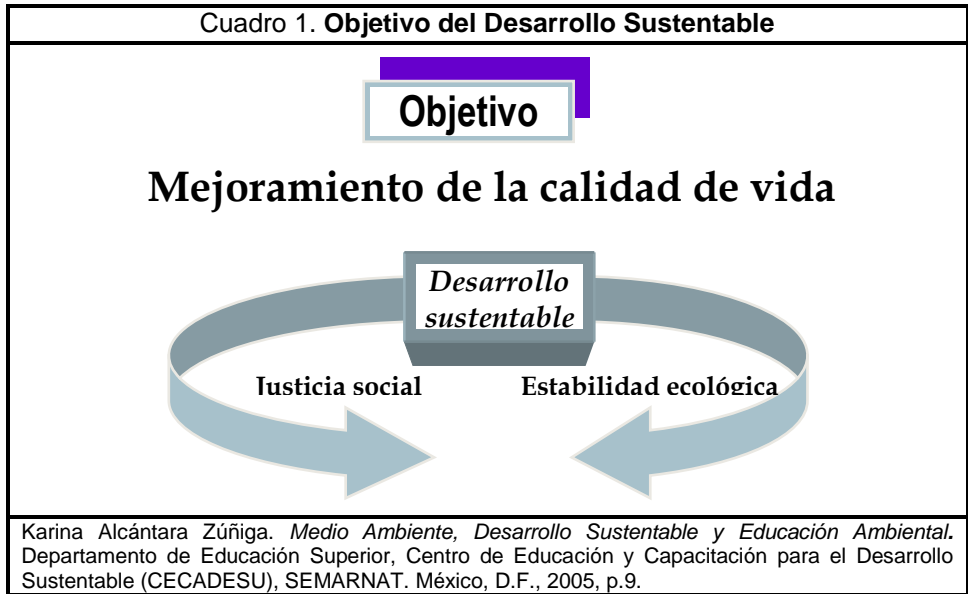 Cuadro 1. Objetivo del Desarrollo Sustentable
Objetivo
Mejoramiento de la calidad de vida
Desarrollo
sustentable
Justicia social
Estabilidad ecológica
Karina Alcántara Zúñiga. Medio Ambiente, Desarrollo Sustentable y Educación Ambiental.
Departamento de Educación Superior, Centro de Educación y Capacitación para el Desarrollo
Sustentable (CECADESU), SEMARNAT. México, D.F., 2005, p.9.